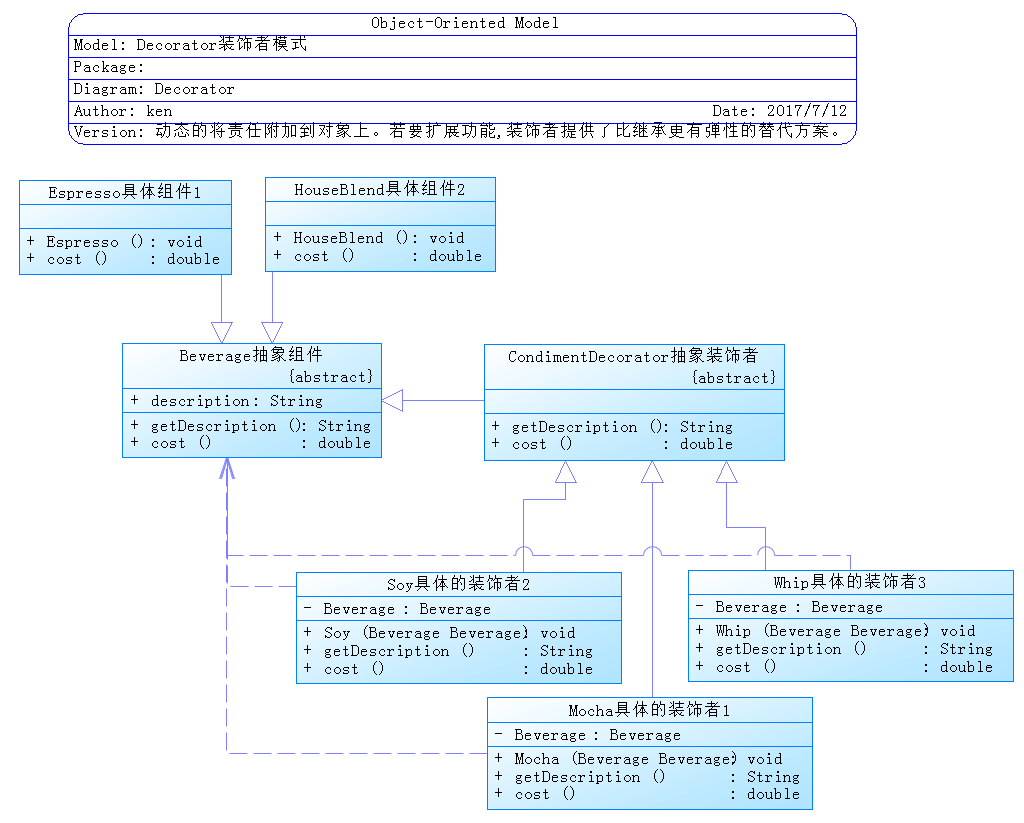 Object-Oriented Model
Model: Decorator装饰者模式
Package:
Diagram: Decorator
Author: ken Date: 2017/7/12
Version: 动态的将责任附加到对象上。若要扩展功能,装饰者提供了比继承更有弹性的替代方案。
Espresso具体组件1
+ Espresso (): void
+ cost () : double
HouseBlend具体组件2
+ HouseBlend (): void
+ cost () : double
Beverage抽象组件
{abstract}
+ description: String
+ getDescription (): String
+ cost () : double
CondimentDecorator抽象装饰者
{abstract}
+ getDescription (): String
+ cost () : double
Soy具体的装饰者2
- Beverage : Beverage
+ Soy (Beverage Beverage): void
+ getDescription () : String
+ cost () : double
Whip具体的装饰者3
- Beverage : Beverage
+ Whip (Beverage Beverage): void
+ getDescription () : String
+ cost () : double
Mocha具体的装饰者1
- Beverage : Beverage
+ Mocha (Beverage Beverage): void
+ getDescription () : String
+ cost () : double